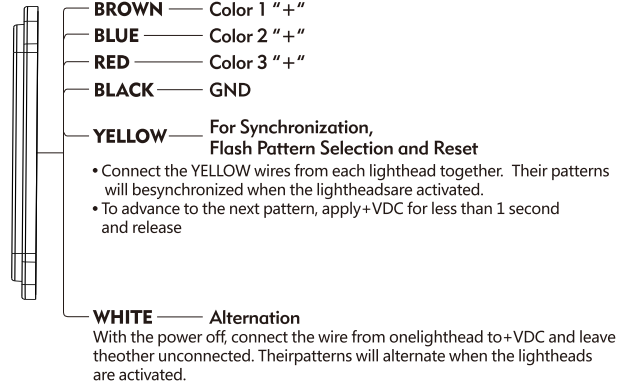 BROWN Color 1 "+"
BLUE Color 2 "+"
RED Color 3 "+"
BLACK GND
YELLOW For Synchronization,
Flash Pattern Selection and Reset
• Connect the YELLOW wires from each lighthead together. Their patterns
will besynchronized when the lightheadsare activated.
• To advance to the next pattern, apply+VDC for less than 1 second
and release
WHITE Alternation
With the power off, connect the wire from onelighthead to+VDC and leave
theother unconnected. Theirpatterns will alternate when the lightheads
are activated.